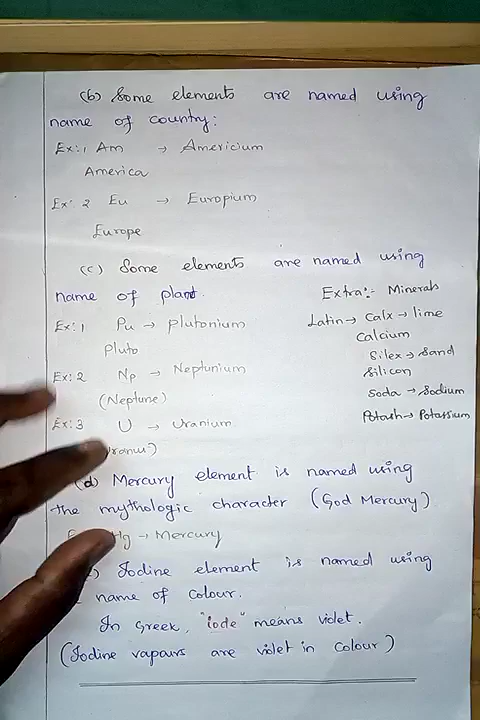 (b) Some elements are named using
name of country:
Ex: 1 Am → Americium
America
Ex: 2 Eu → Europium
Europe
(c) Some elements are named using
name of planet.
Ex: 1 Pu → Plutonium
Pluto
Ex: 2 Np → Neptunium
(Neptune)
Ex: 3 U → Uranium
Extra:- Minerals
Latin → Calx → lime
Calcium
Silex → Sand
Silicon
Soda → Sodium
Potash → Potassium
(d) Mercury element is named using
the mythologic character (God Mercury)
Hg → Mercury
Iodine element is named using
name of colour.
In Greek, "iode" means violet.
(Iodine vapours are violet in colour)